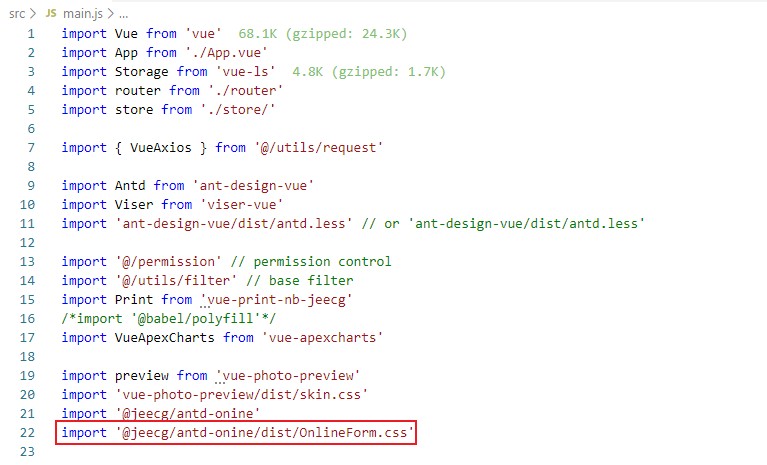 src > JS main.js > ...
1 import Vue from 'vue' 68.1K (gzipped: 24.3K)
2 import App from './App.vue'
3 import Storage from 'vue-ls' 4.8K (gzipped: 1.7K)
4 import router from './router'
5 import store from './store/'
6
7 import { VueAxios } from '@/utils/request'
8
9 import Antd from 'ant-design-vue'
10 import Viser from 'viser-vue'
11 import 'ant-design-vue/dist/antd.less' // or 'ant-design-vue/dist/antd.less'
12
13 import '@/permission' // permission control
14 import '@/utils/filter' // base filter
15 import Print from 'vue-print-nb-jeecg'
16 /*import '@babel/polyfill'*/
17 import VueApexCharts from 'vue-apexcharts'
18
19 import preview from 'vue-photo-preview'
20 import 'vue-photo-preview/dist/skin.css'
21 import '@jeecg/antd-onine'
22 import '@jeecg/antd-onine/dist/OnlineForm.css'
23